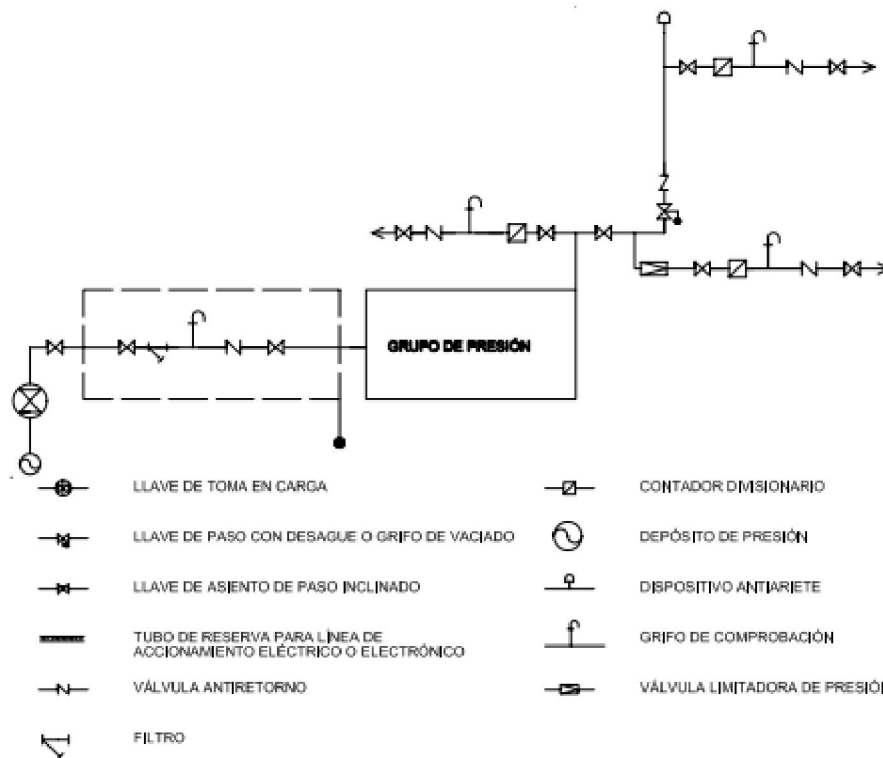 GRUPO DE PRESIÓN
LLAVE DE TOMA EN CARGA
LLAVE DE PASO CON DESAGUE O GRIFO DE VACIADO
LLAVE DE ASIENTO DE PASO INCLINADO
TUBO DE RESERVA PARA LÍNEA DE
ACCIONAMIENTO ELÉCTRICO O ELECTRÓNICO
VÁLVULA ANTIRETORNO
FILTRO
CONTADOR DIVISIONARIO
DEPÓSITO DE PRESIÓN
DISPOSITIVO ANTIARIETE
GRIFO DE COMPROBACIÓN
VÁLVULA LIMITADORA DE PRESIÓ